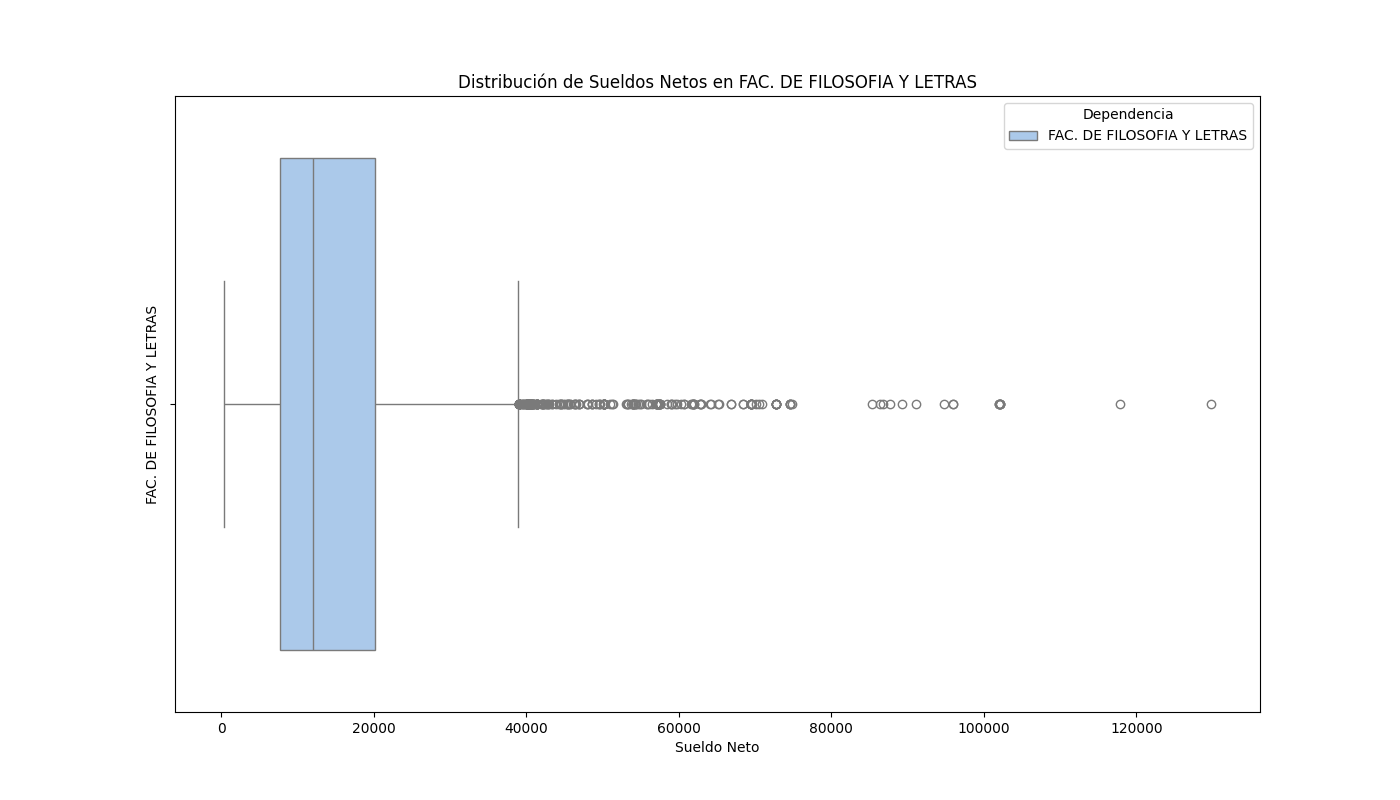 Distribución de Sueldos Netos en FAC. DE FILOSOFIA Y LETRAS
Dependencia
FAC. DE FILOSOFIA Y LETRAS
FAC. DE FILOSOFIA Y LETRAS
0
20000
40000
60000
80000
100000
120000
Sueldo Neto